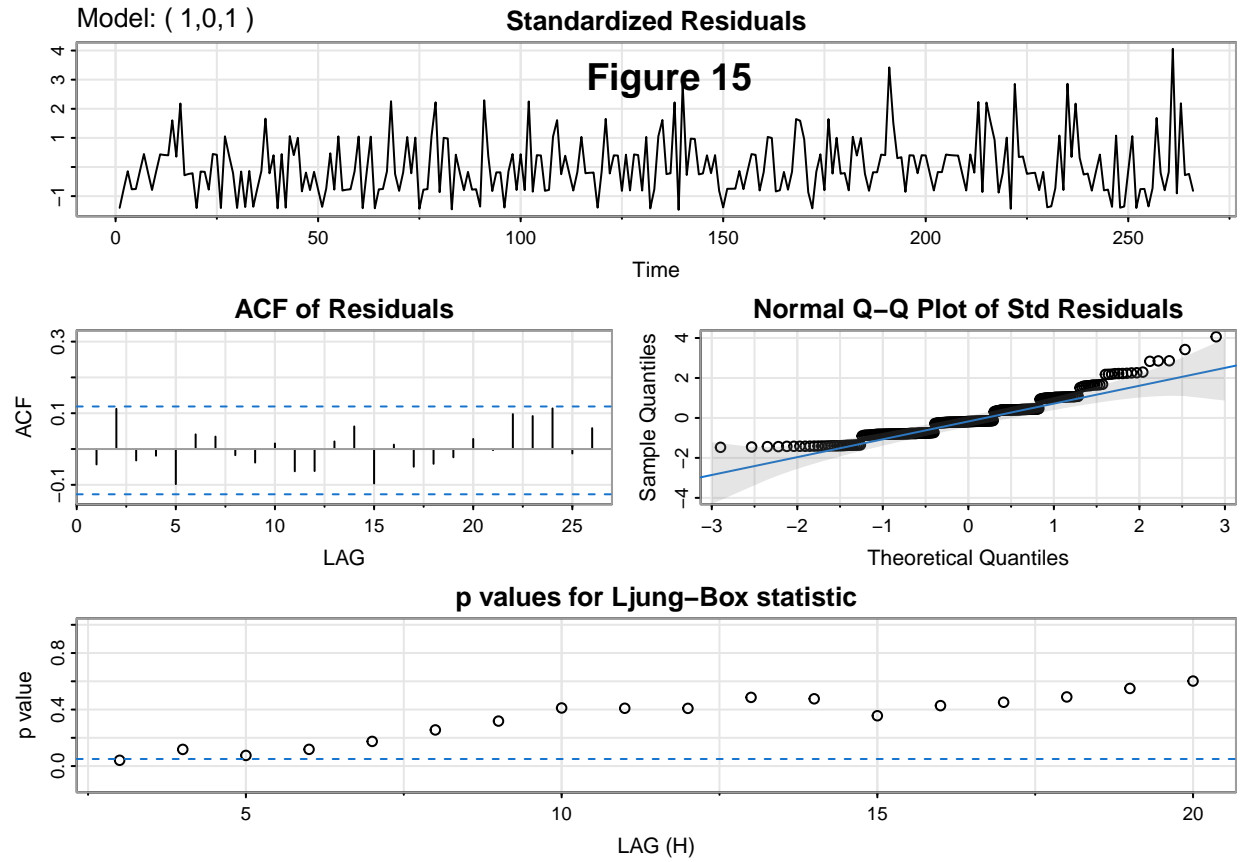 Model: ( 1,0,1 )
Standardized Residuals
Figure 15
−1 1 2 3 4
0 50 100 150 200 250
Time
ACF of Residuals
ACF
−0.1 0.1 0.3
0 5 10 15 20 25
LAG
Normal Q−Q Plot of Std Residuals
Sample Quantiles
−4 −2 0 2 4
−3 −2 −1 0 1 2 3
Theoretical Quantiles
p values for Ljung−Box statistic
p value
0.0 0.4 0.8
5 10 15 20
LAG (H)